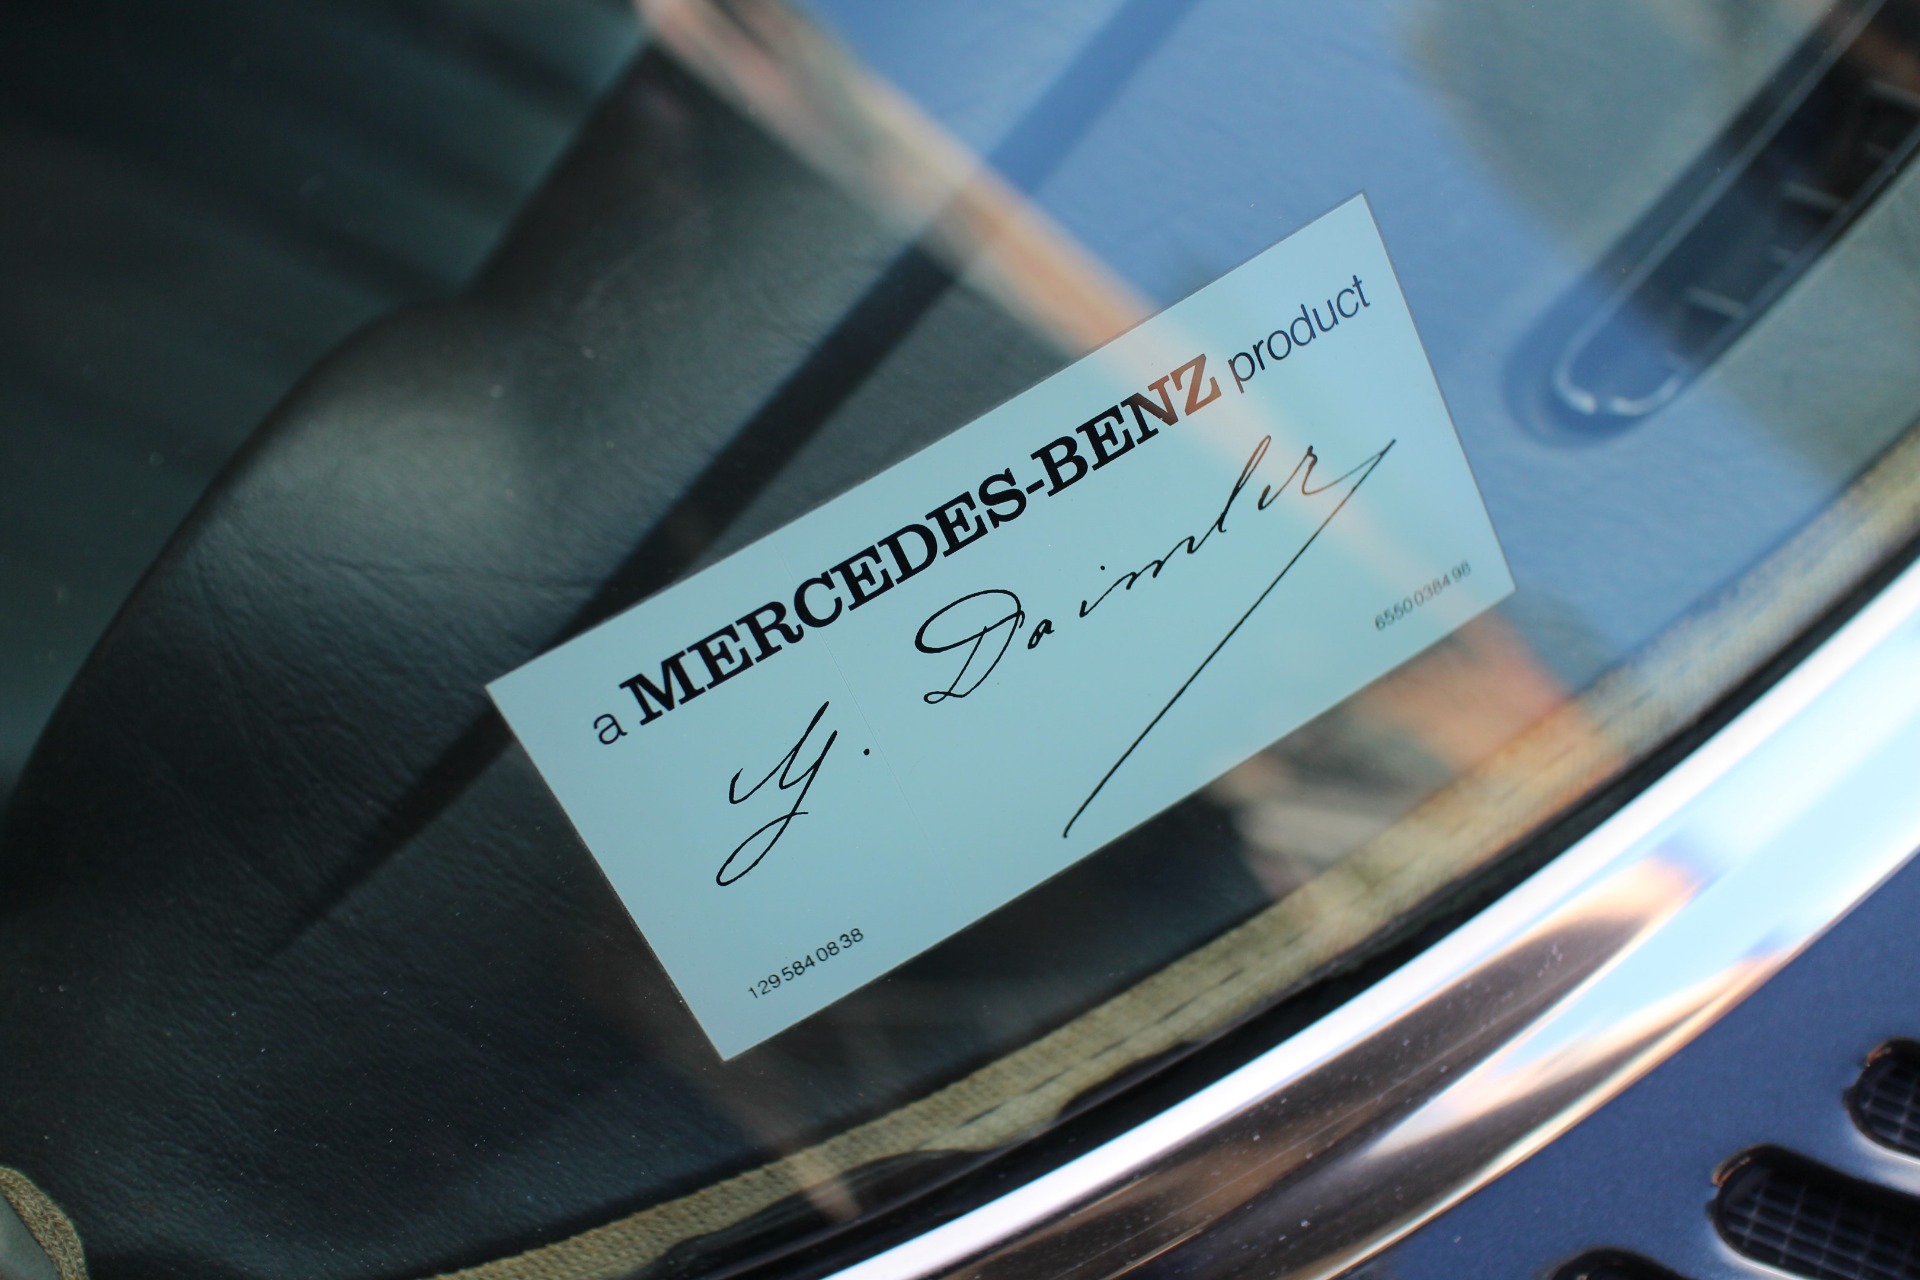 a MERCEDES-BENZ product
G. Daimler
129 584 08 38
6550 0384 98